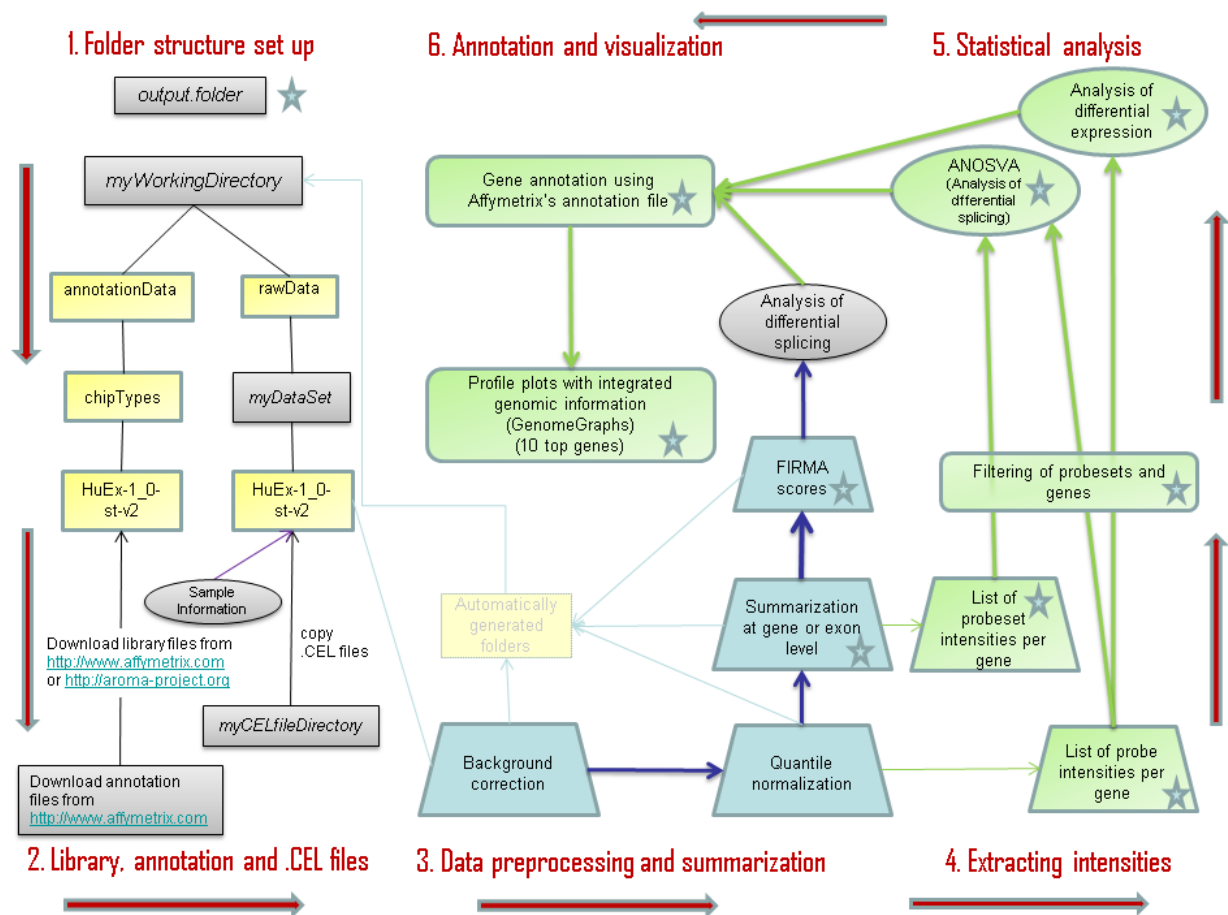 1. Folder structure set up
output.folder
myWorkingDirectory
annotationData
rawData
chipTypes
myDataSet
HuEx-1_0-
st-v2
HuEx-1_0-
st-v2
Sample
Information
Download library files from
http://www.affymetrix.com
or http://aroma-project.org
copy
.CEL files
myCELfileDirectory
Download annotation
files from
http://www.affymetrix.com
2. Library, annotation and .CEL files
6. Annotation and visualization
Gene annotation using
Affymetrix's annotation file
Profile plots with integrated
genomic information
(GenomeGraphs)
(10 top genes)
Analysis of
differential
splicing
FIRMA
scores
Automatically
generated
folders
Summarization
at gene or exon
level
Background
correction
Quantile
normalization
3. Data preprocessing and summarization
5. Statistical analysis
Analysis of
differential
expression
ANOSVA
(Analysis of
dfferential
splicing)
Filtering of probesets and
genes
List of
probeset
intensities per
gene
List of probe
intensities per
gene
4. Extracting intensities